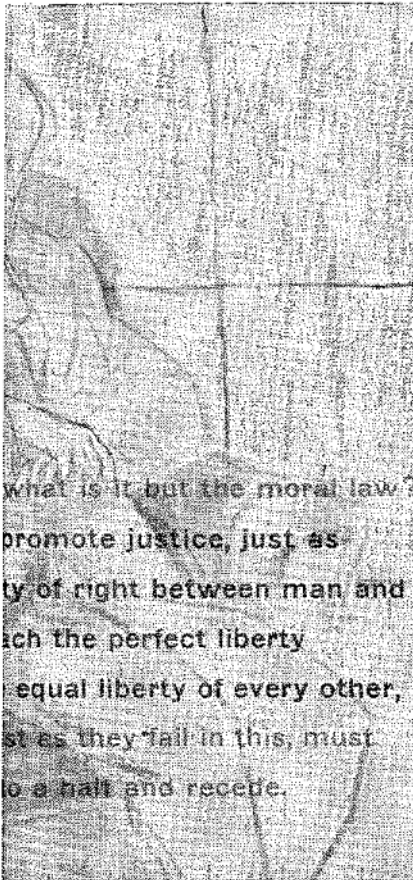 what is it but the moral law?
promote justice, just as
ty of right between man and
ach the perfect liberty
equal liberty of every other,
st as they fail in this, must
to a halt and recede.